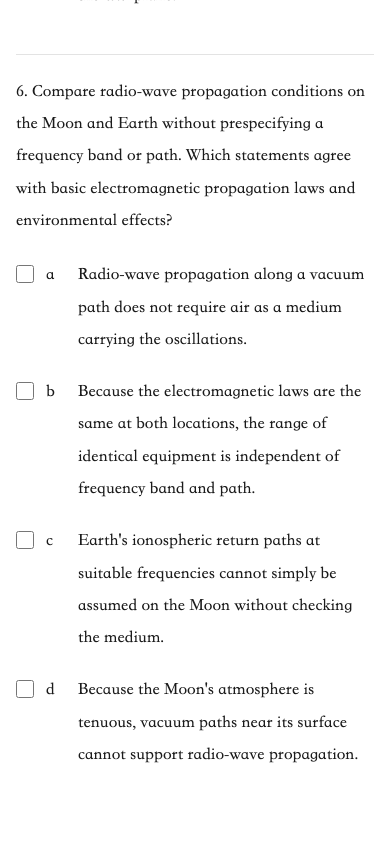 6. Compare radio-wave propagation conditions on
the Moon and Earth without prespecifying a
frequency band or path. Which statements agree
with basic electromagnetic propagation laws and
environmental effects?
a Radio-wave propagation along a vacuum
path does not require air as a medium
carrying the oscillations.
b Because the electromagnetic laws are the
same at both locations, the range of
identical equipment is independent of
frequency band and path.
c Earth's ionospheric return paths at
suitable frequencies cannot simply be
assumed on the Moon without checking
the medium.
d Because the Moon's atmosphere is
tenuous, vacuum paths near its surface
cannot support radio-wave propagation.